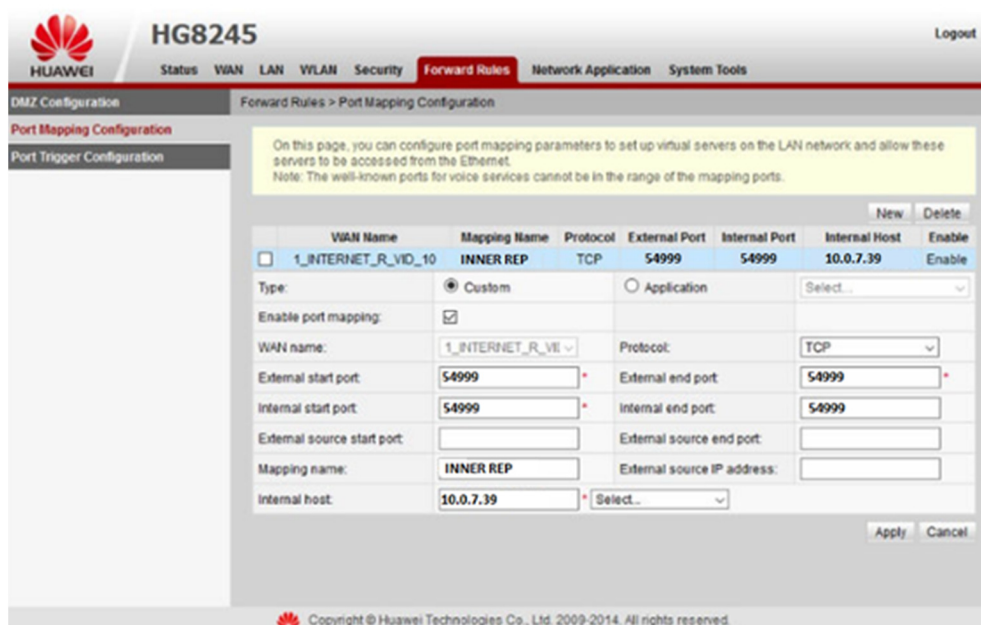 HUAWEI
HG8245
Logout
Status WAN LAN WLAN Security Forward Rules Network Application System Tools
DMZ Configuration
Port Mapping Configuration
Port Trigger Configuration
Forward Rules > Port Mapping Configuration
On this page, you can configure port mapping parameters to set up virtual servers on the LAN network and allow these
servers to be accessed from the Ethernet.
Note: The well-known ports for voice services cannot be in the range of the mapping ports.
New Delete
WAN Name Mapping Name Protocol External Port Internal Port Internal Host Enable
1_INTERNET_R_VID_10 INNER REP TCP 54999 54999 10.0.7.39 Enable
Type: Custom Application Select...
Enable port mapping:
WAN name: 1_INTERNET_R_VII Protocol: TCP
External start port: 54999 * External end port: 54999 *
Internal start port: 54999 * Internal end port: 54999
External source start port: External source end port:
Mapping name: INNER REP External source IP address:
Internal host: 10.0.7.39 * Select...
Apply Cancel
Copyright © Huawei Technologies Co., Ltd. 2009-2014. All rights reserved.